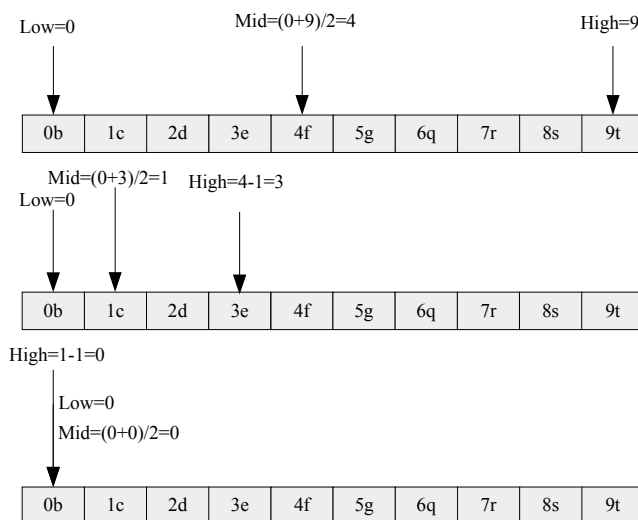 Low=0 Mid=(0+9)/2=4 High=9
0b 1c 2d 3e 4f 5g 6q 7r 8s 9t
Mid=(0+3)/2=1 High=4-1=3
Low=0
0b 1c 2d 3e 4f 5g 6q 7r 8s 9t
High=1-1=0
Low=0
Mid=(0+0)/2=0
0b 1c 2d 3e 4f 5g 6q 7r 8s 9t